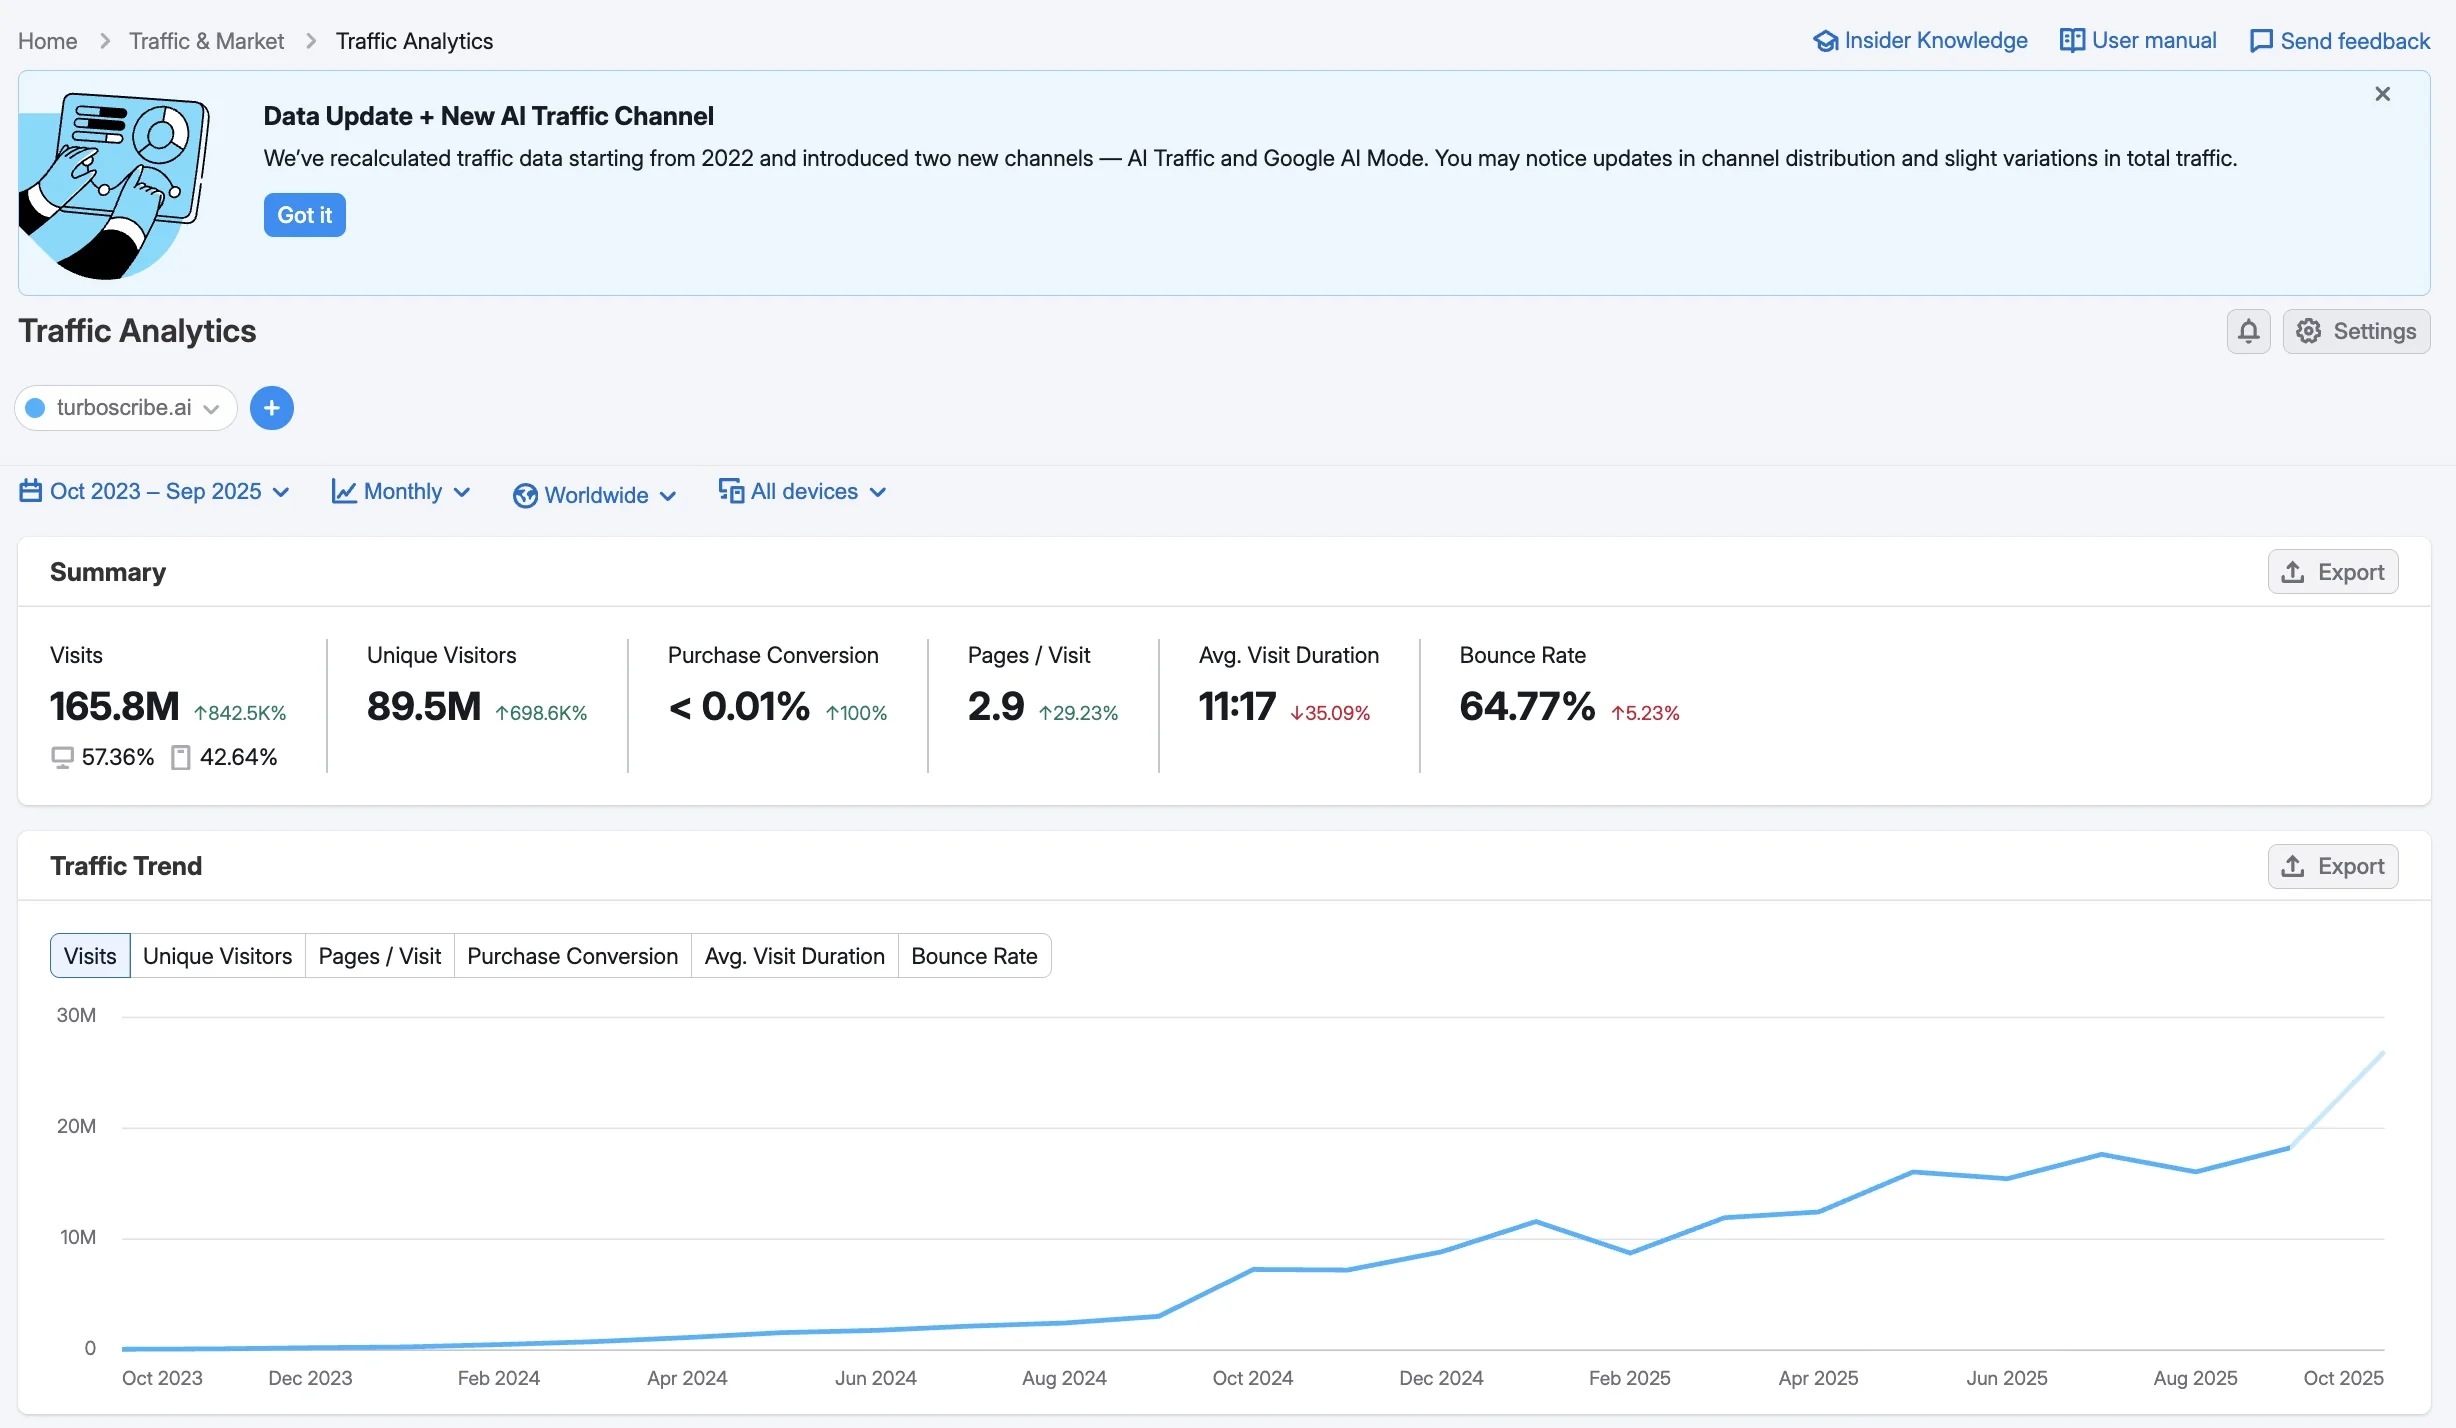 Home > Traffic & Market > Traffic Analytics
Insider Knowledge
User manual
Send feedback
Data Update + New AI Traffic Channel
We’ve recalculated traffic data starting from 2022 and introduced two new channels — AI Traffic and Google AI Mode. You may notice updates in channel distribution and slight variations in total traffic.
Got it
Traffic Analytics
Settings
turboscribe.ai
Oct 2023 – Sep 2025
Monthly
Worldwide
All devices
Summary
Export
Visits
165.8M ↑842.5K%
57.36% 42.64%
Unique Visitors
89.5M ↑698.6K%
Purchase Conversion
< 0.01% ↑100%
Pages / Visit
2.9 ↑29.23%
Avg. Visit Duration
11:17 ↓35.09%
Bounce Rate
64.77% ↑5.23%
Traffic Trend
Export
Visits
Unique Visitors
Pages / Visit
Purchase Conversion
Avg. Visit Duration
Bounce Rate
30M
20M
10M
0
Oct 2023
Dec 2023
Feb 2024
Apr 2024
Jun 2024
Aug 2024
Oct 2024
Dec 2024
Feb 2025
Apr 2025
Jun 2025
Aug 2025
Oct 2025